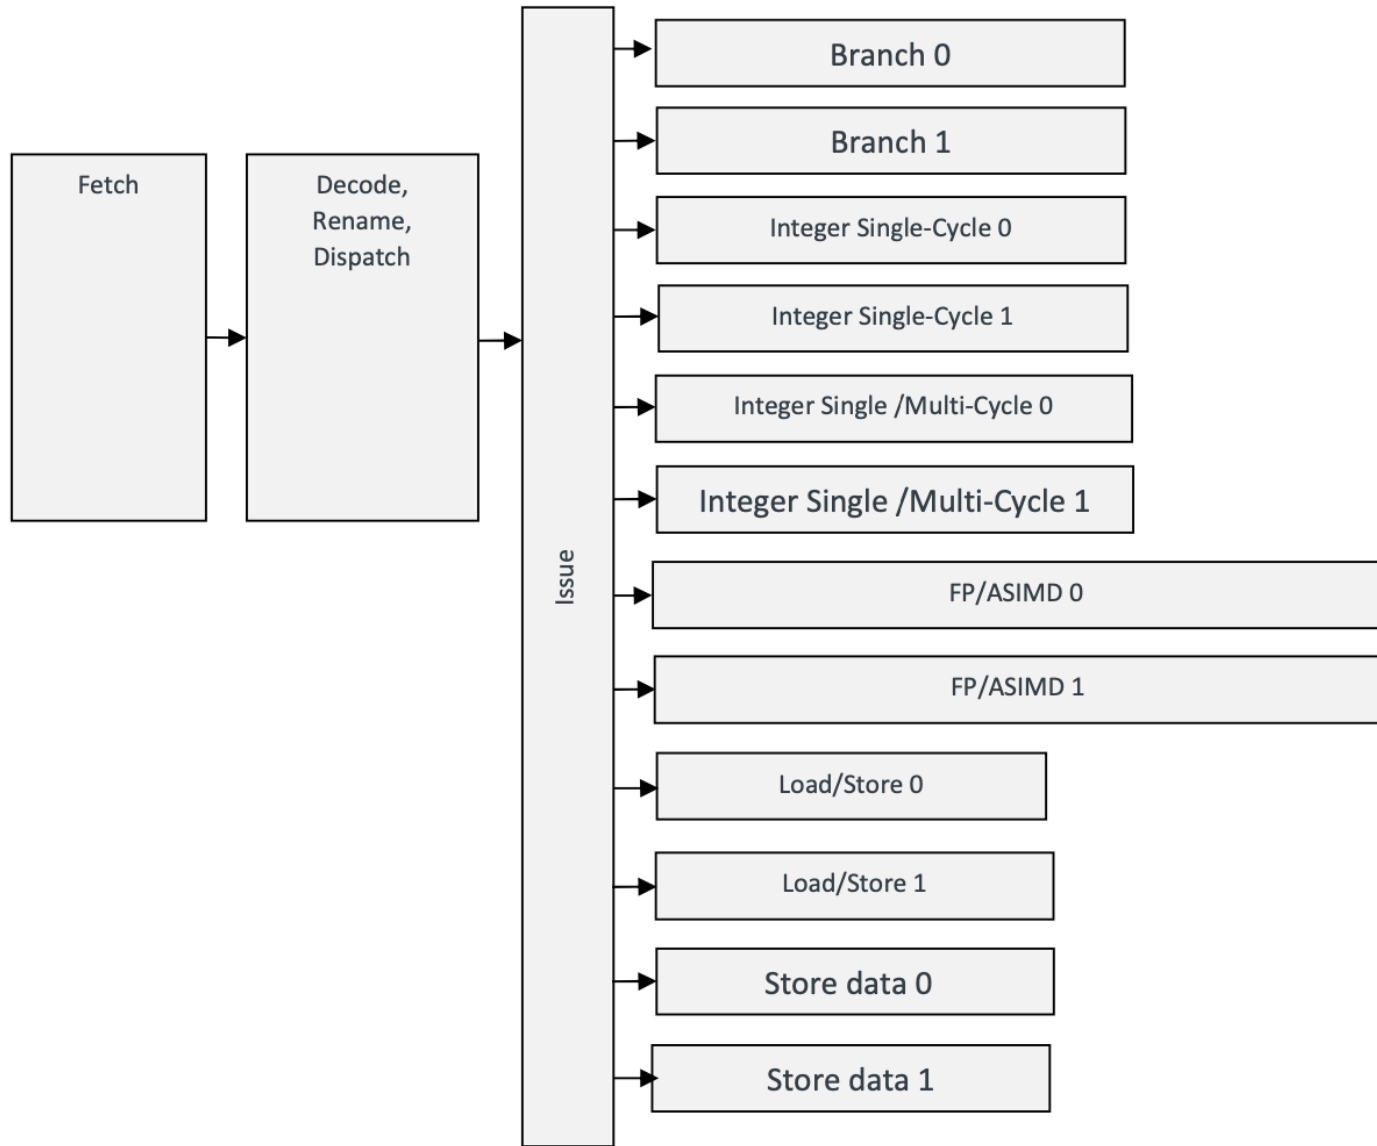 Fetch
Decode,
Rename,
Dispatch
Issue
Branch 0
Branch 1
Integer Single-Cycle 0
Integer Single-Cycle 1
Integer Single /Multi-Cycle 0
Integer Single /Multi-Cycle 1
FP/ASIMD 0
FP/ASIMD 1
Load/Store 0
Load/Store 1
Store data 0
Store data 1